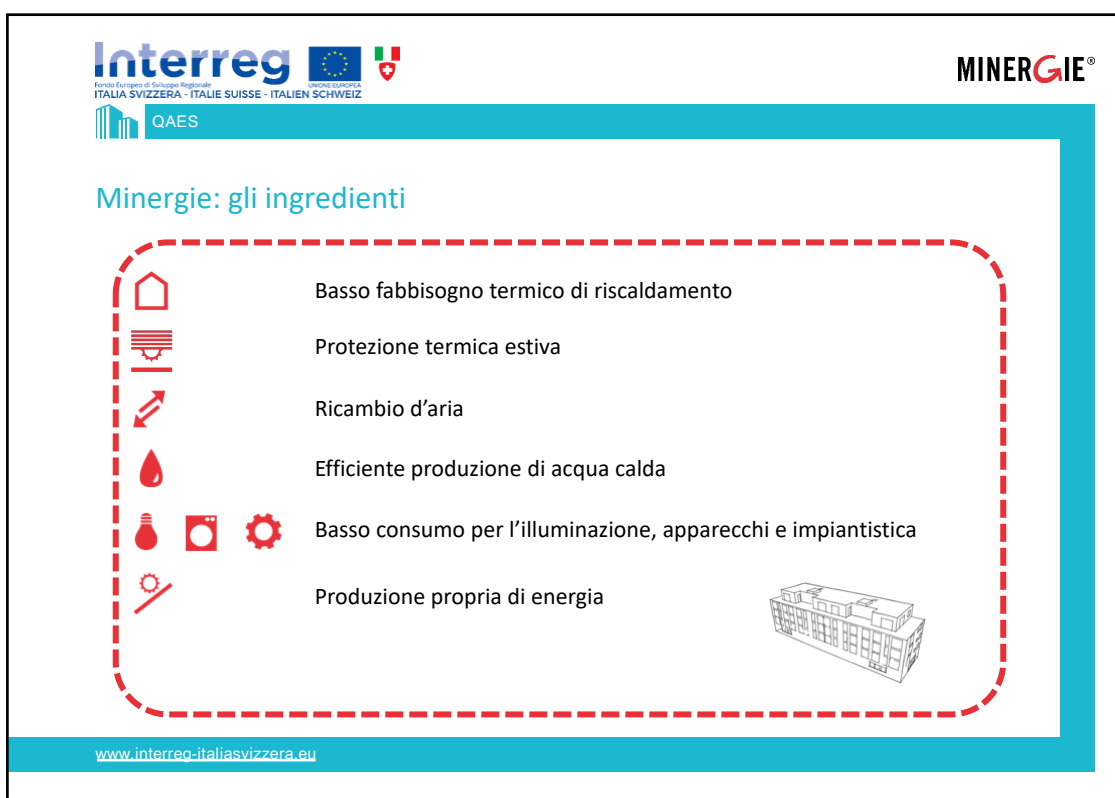 Interreg
Fondo Europeo di Sviluppo Regionale
UNIONE EUROPEA
ITALIA SVIZZERA - ITALIE SUISSE - ITALIEN SCHWEIZ
MINERGIE®
QAES
Minergie: gli ingredienti
Basso fabbisogno termico di riscaldamento
Protezione termica estiva
Ricambio d’aria
Efficiente produzione di acqua calda
Basso consumo per l’illuminazione, apparecchi e impiantistica
Produzione propria di energia
www.interreg-italiasvizzera.eu